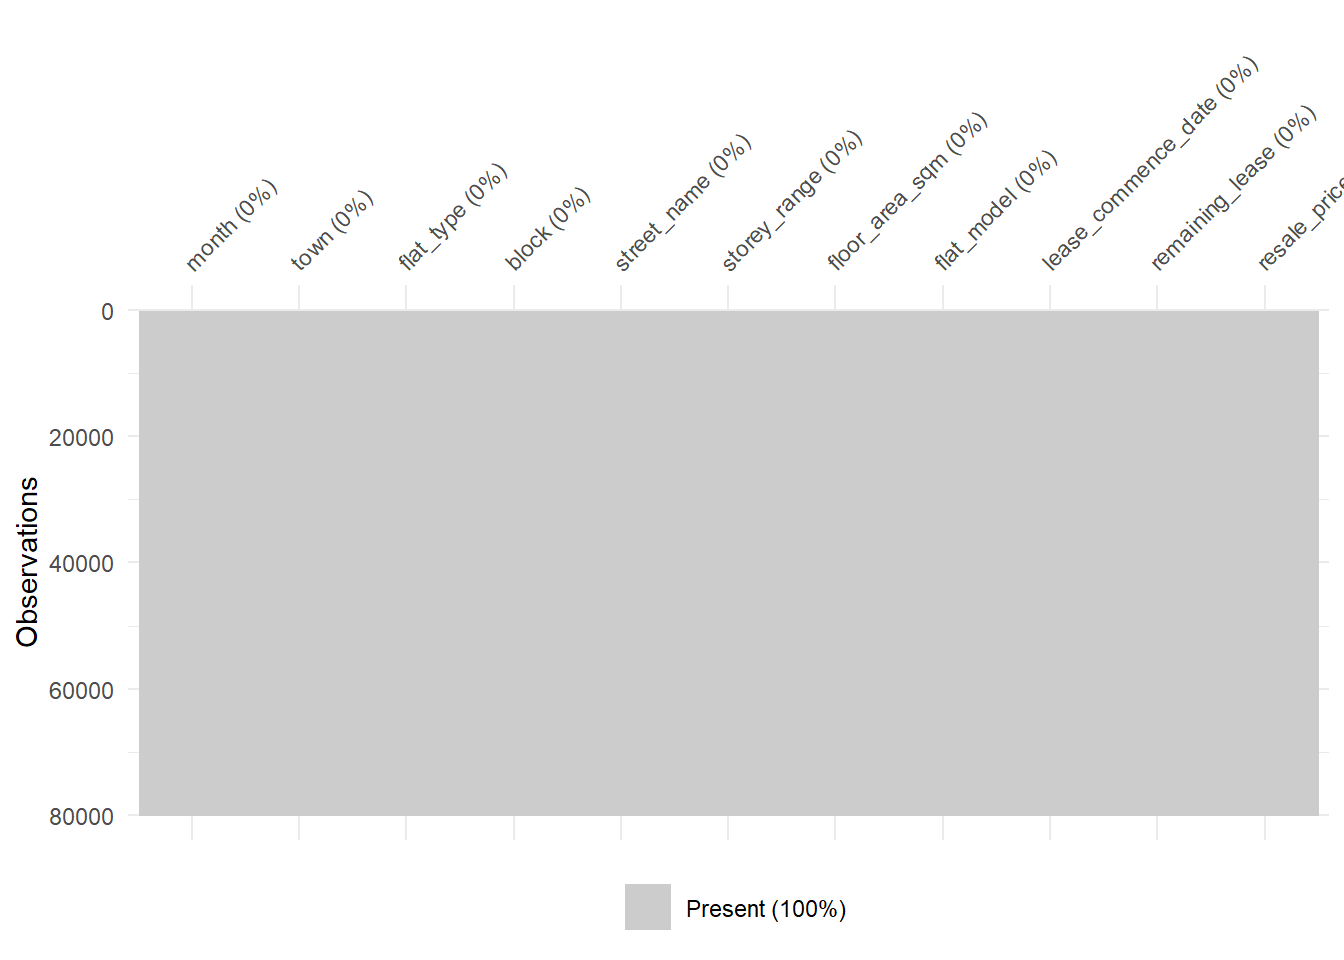 month (0%)
town (0%)
flat_type (0%)
block (0%)
street_name (0%)
storey_range (0%)
floor_area_sqm (0%)
flat_model (0%)
lease_commence_date (0%)
remaining_lease (0%)
resale_price
0
20000
40000
60000
80000
Observations
Present (100%)